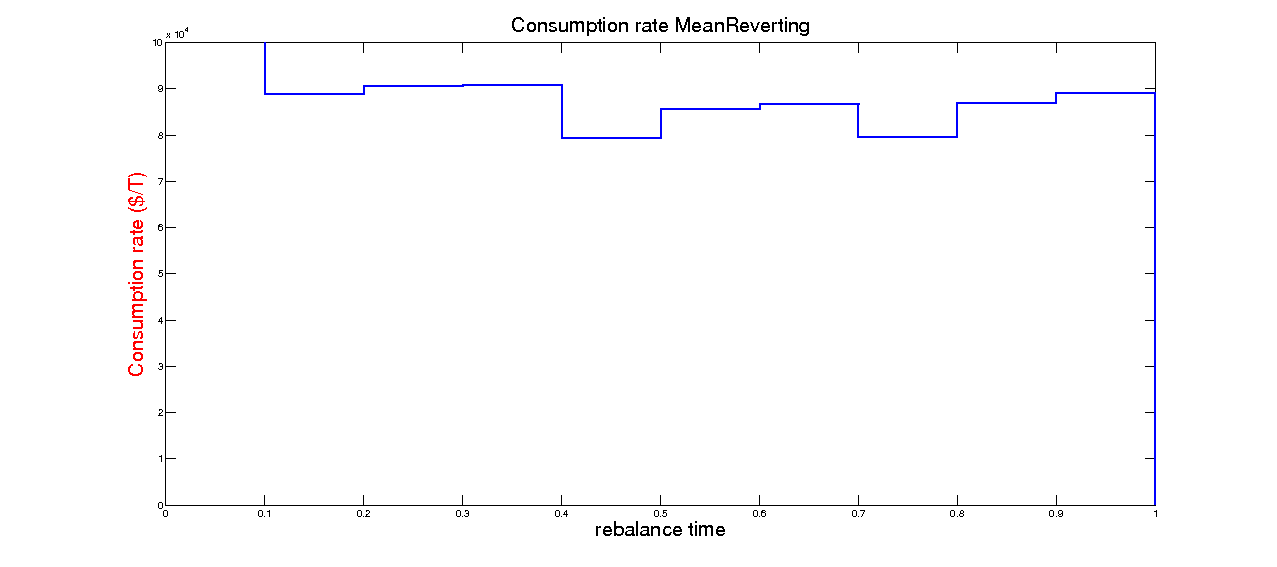 Consumption rate MeanReverting
x 10⁴
10
9
8
7
6
5
4
3
2
1
0
Consumption rate ($/T)
0 0.1 0.2 0.3 0.4 0.5 0.6 0.7 0.8 0.9 1
rebalance time